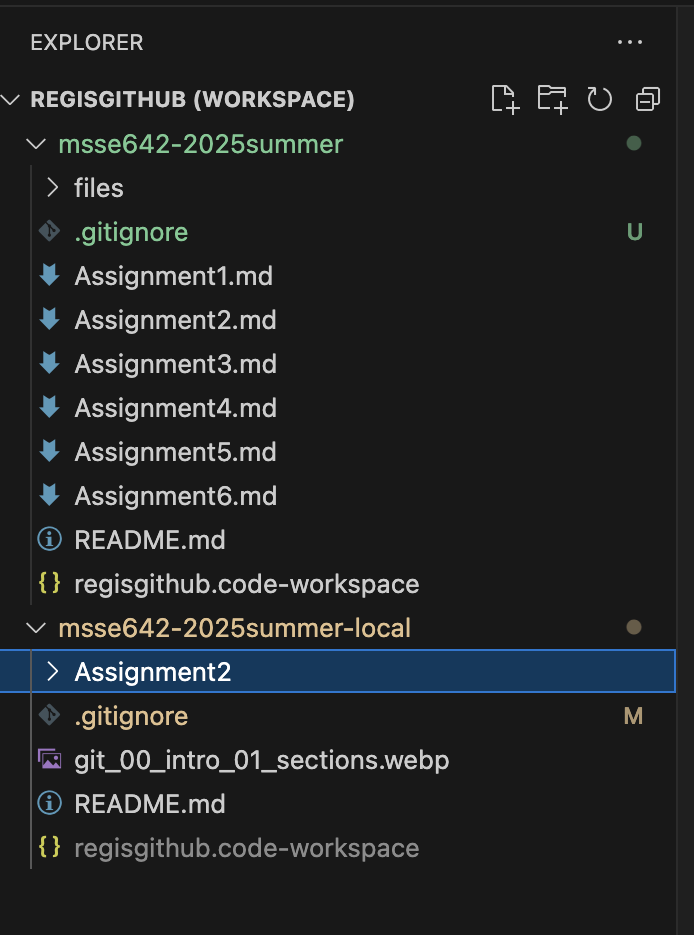 EXPLORER
REGISGITHUB (WORKSPACE)
msse642-2025summer
files
.gitignore U
Assignment1.md
Assignment2.md
Assignment3.md
Assignment4.md
Assignment5.md
Assignment6.md
README.md
{} regisgithub.code-workspace
msse642-2025summer-local
Assignment2
.gitignore M
git_00_intro_01_sections.webp
README.md
{} regisgithub.code-workspace